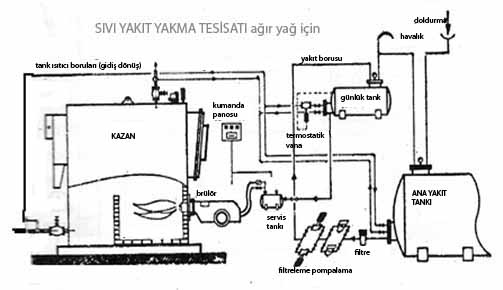 SIVI YAKIT YAKMA TESİSATI ağır yağ için
doldurma
havalık
tank ısıtıcı boruları (gidiş dönüş)
yakıt borusu
günlük tank
kumanda
panosu
KAZAN
termostatik
vana
brülör
servis
tankı
ANA YAKIT
TANKI
filtre
filtreleme pompalama